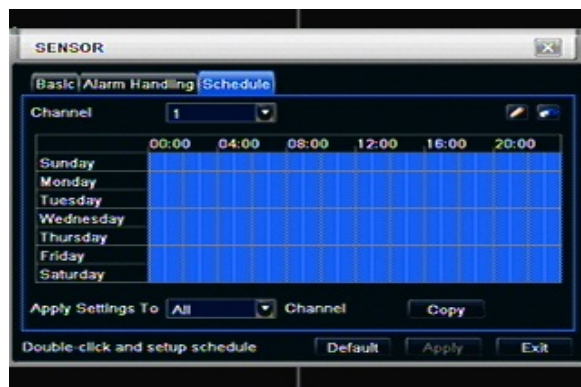 SENSOR
Basic Alarm Handling Schedule
Channel 1
00:00 04:00 08:00 12:00 16:00 20:00
Sunday
Monday
Tuesday
Wednesday
Thursday
Friday
Saturday
Apply Settings To All Channel Copy
Double-click and setup schedule Default Apply Exit